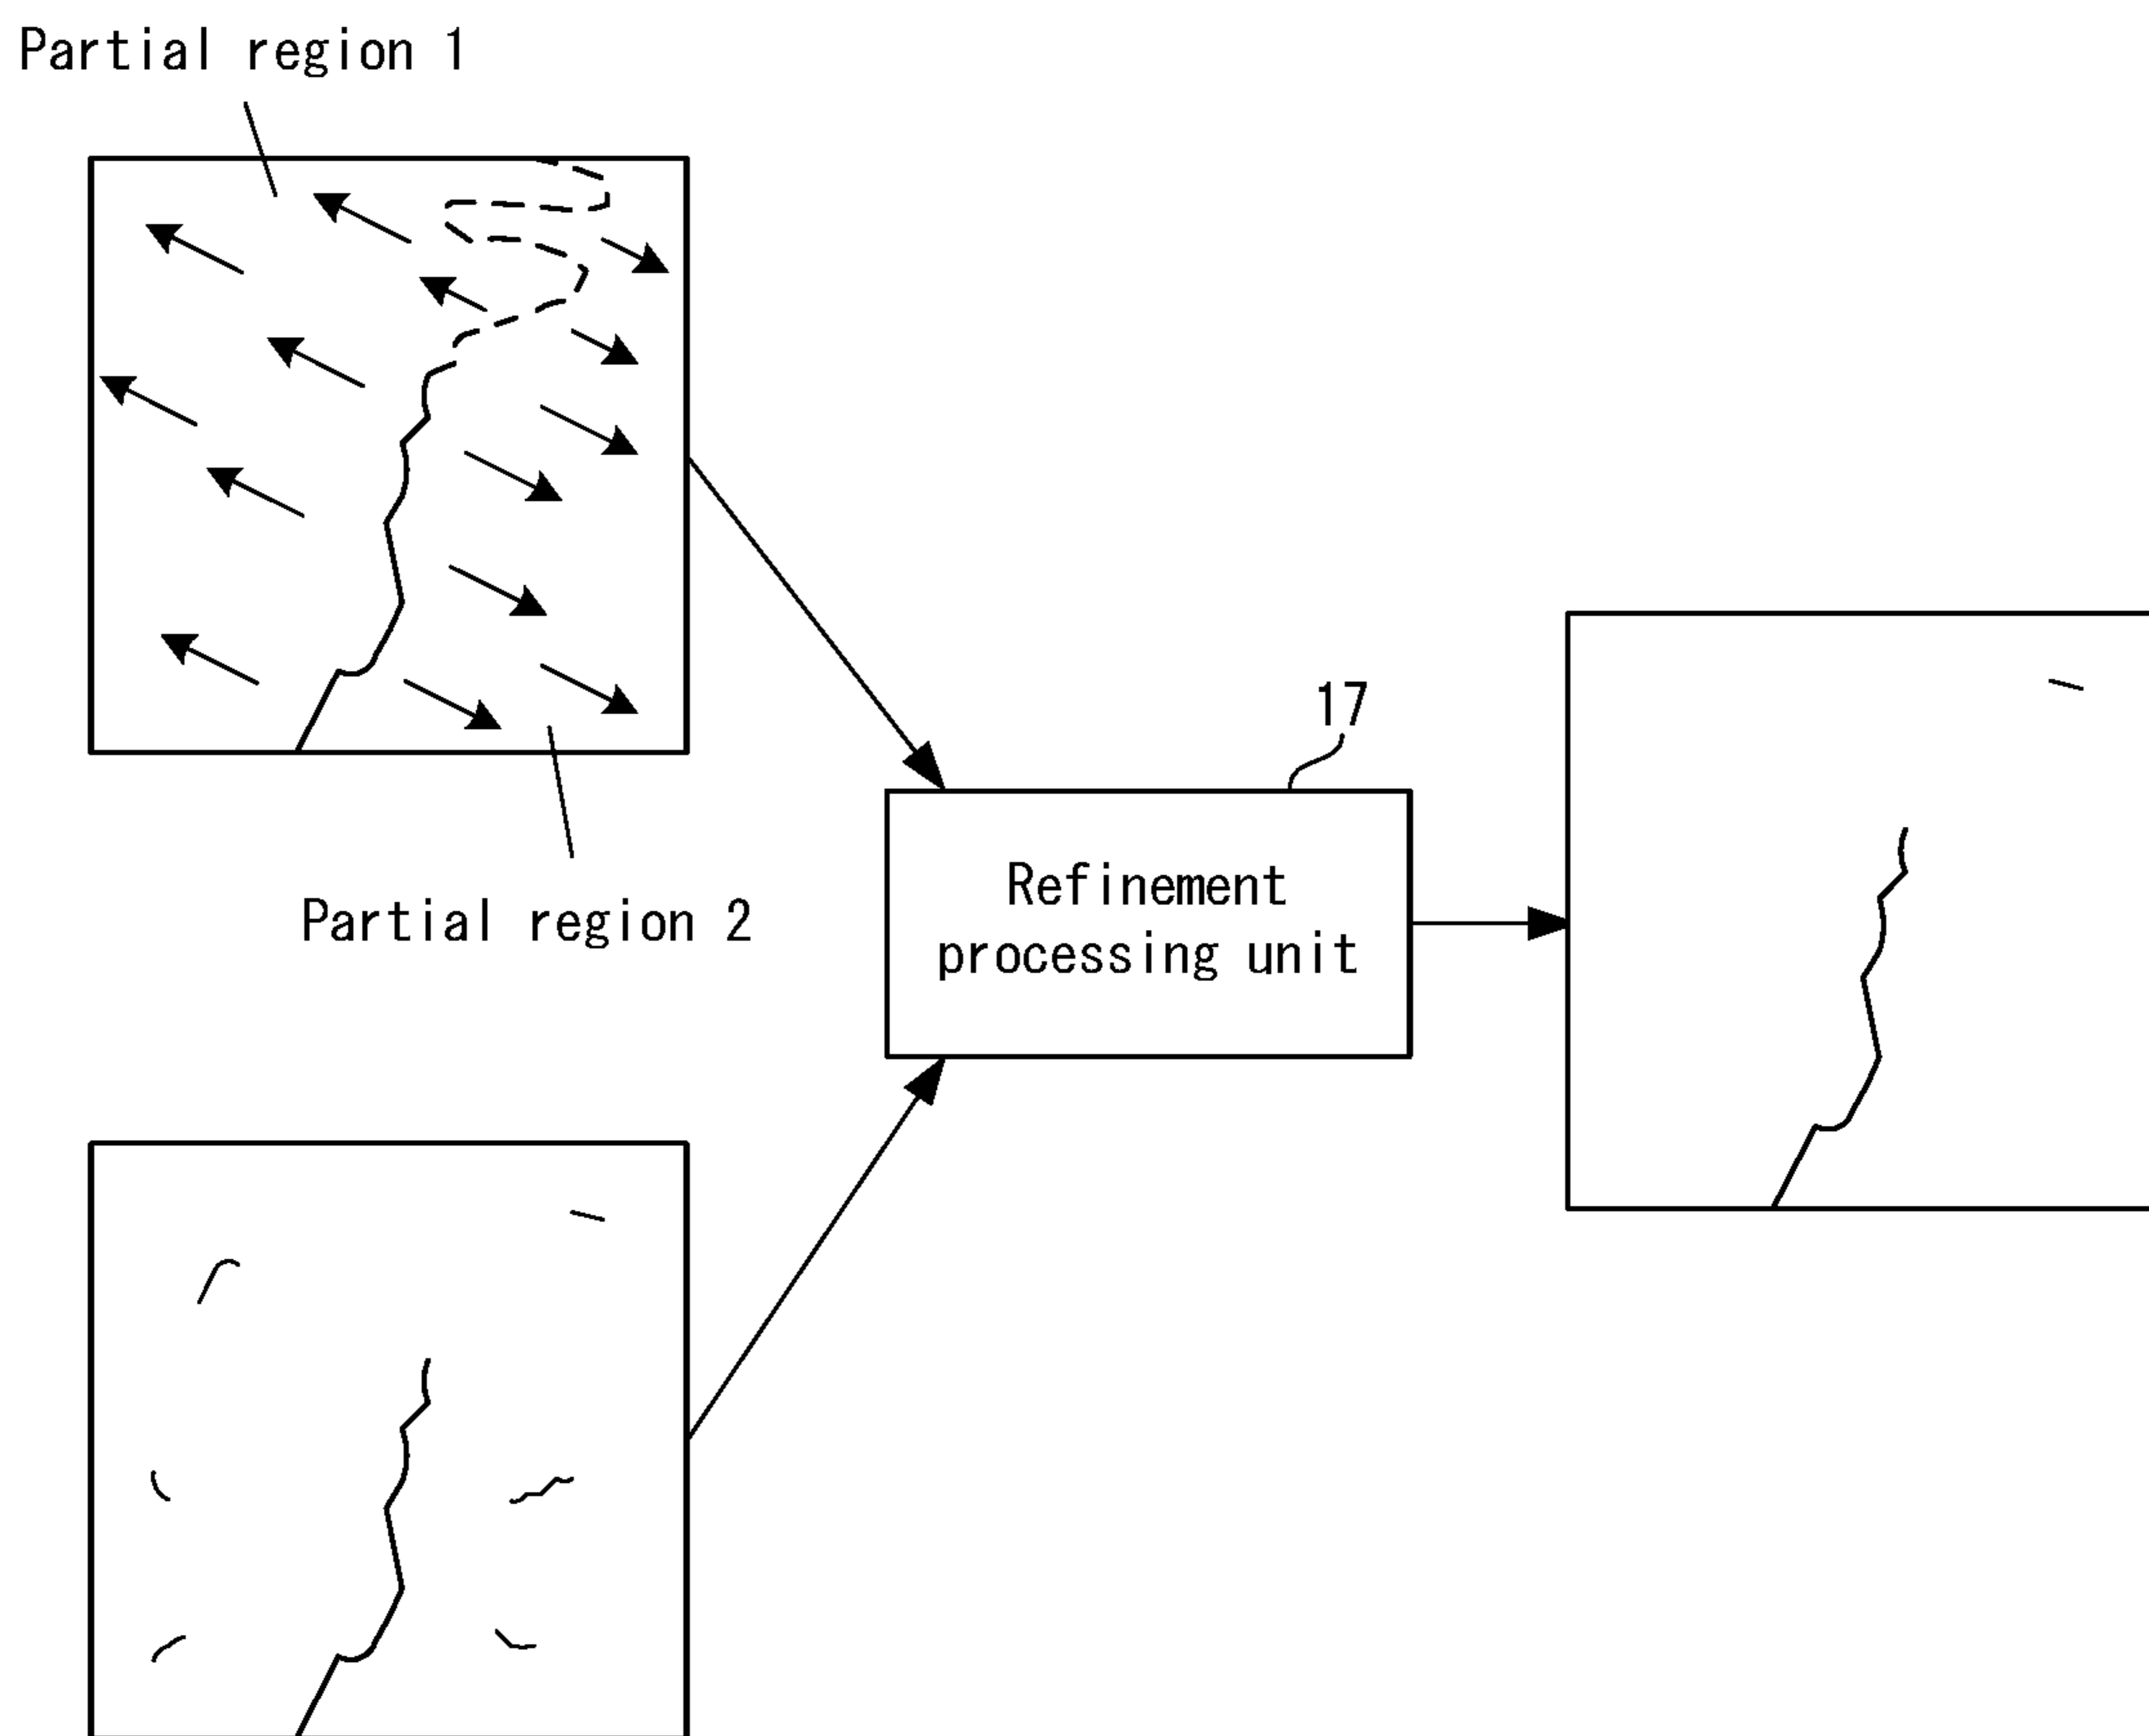 Partial region 1
Partial region 2
17
Refinement
processing unit